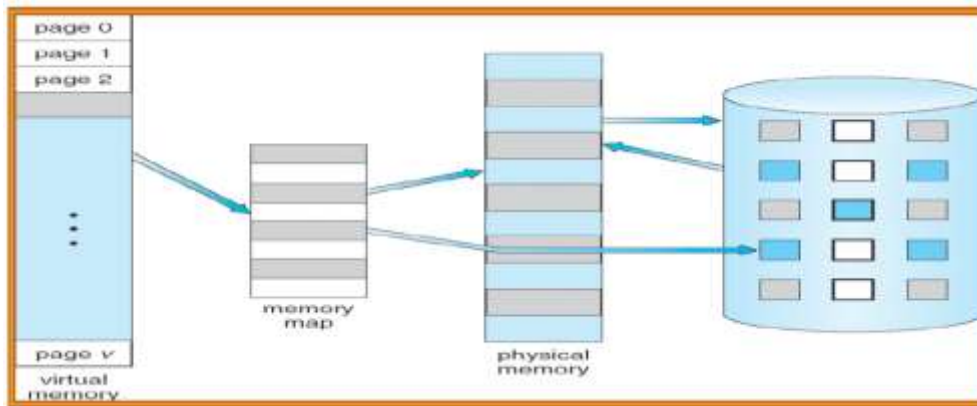 page 0
page 1
page 2
page v
virtual
memory
memory
map
physical
memory